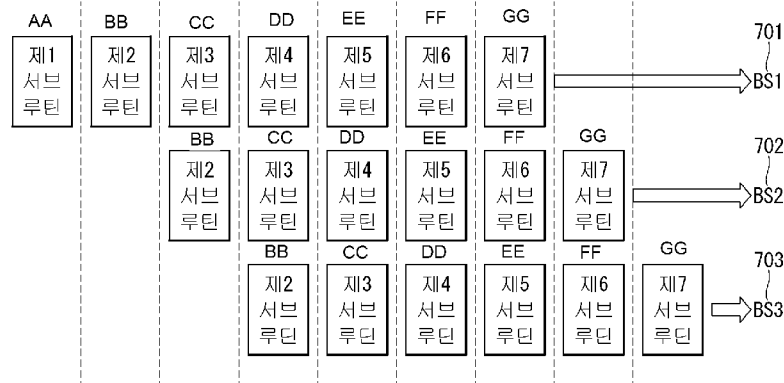 AA BB CC DD EE FF GG
701
제1 제2 제3 제4 제5 제6 제7
서브 서브 서브 서브 서브 서브 서브
루틴 루틴 루틴 루틴 루틴 루틴 루틴
BS1
BB CC DD EE FF GG
702
제2 제3 제4 제5 제6 제7
서브 서브 서브 서브 서브 서브
루틴 루틴 루틴 루틴 루틴 루틴
BS2
BB CC DD EE FF GG
703
제2 제3 제4 제5 제6 제7
서브 서브 서브 서브 서브 서브
루딘 루틴 루틴 루틴 루틴 루딘
BS3